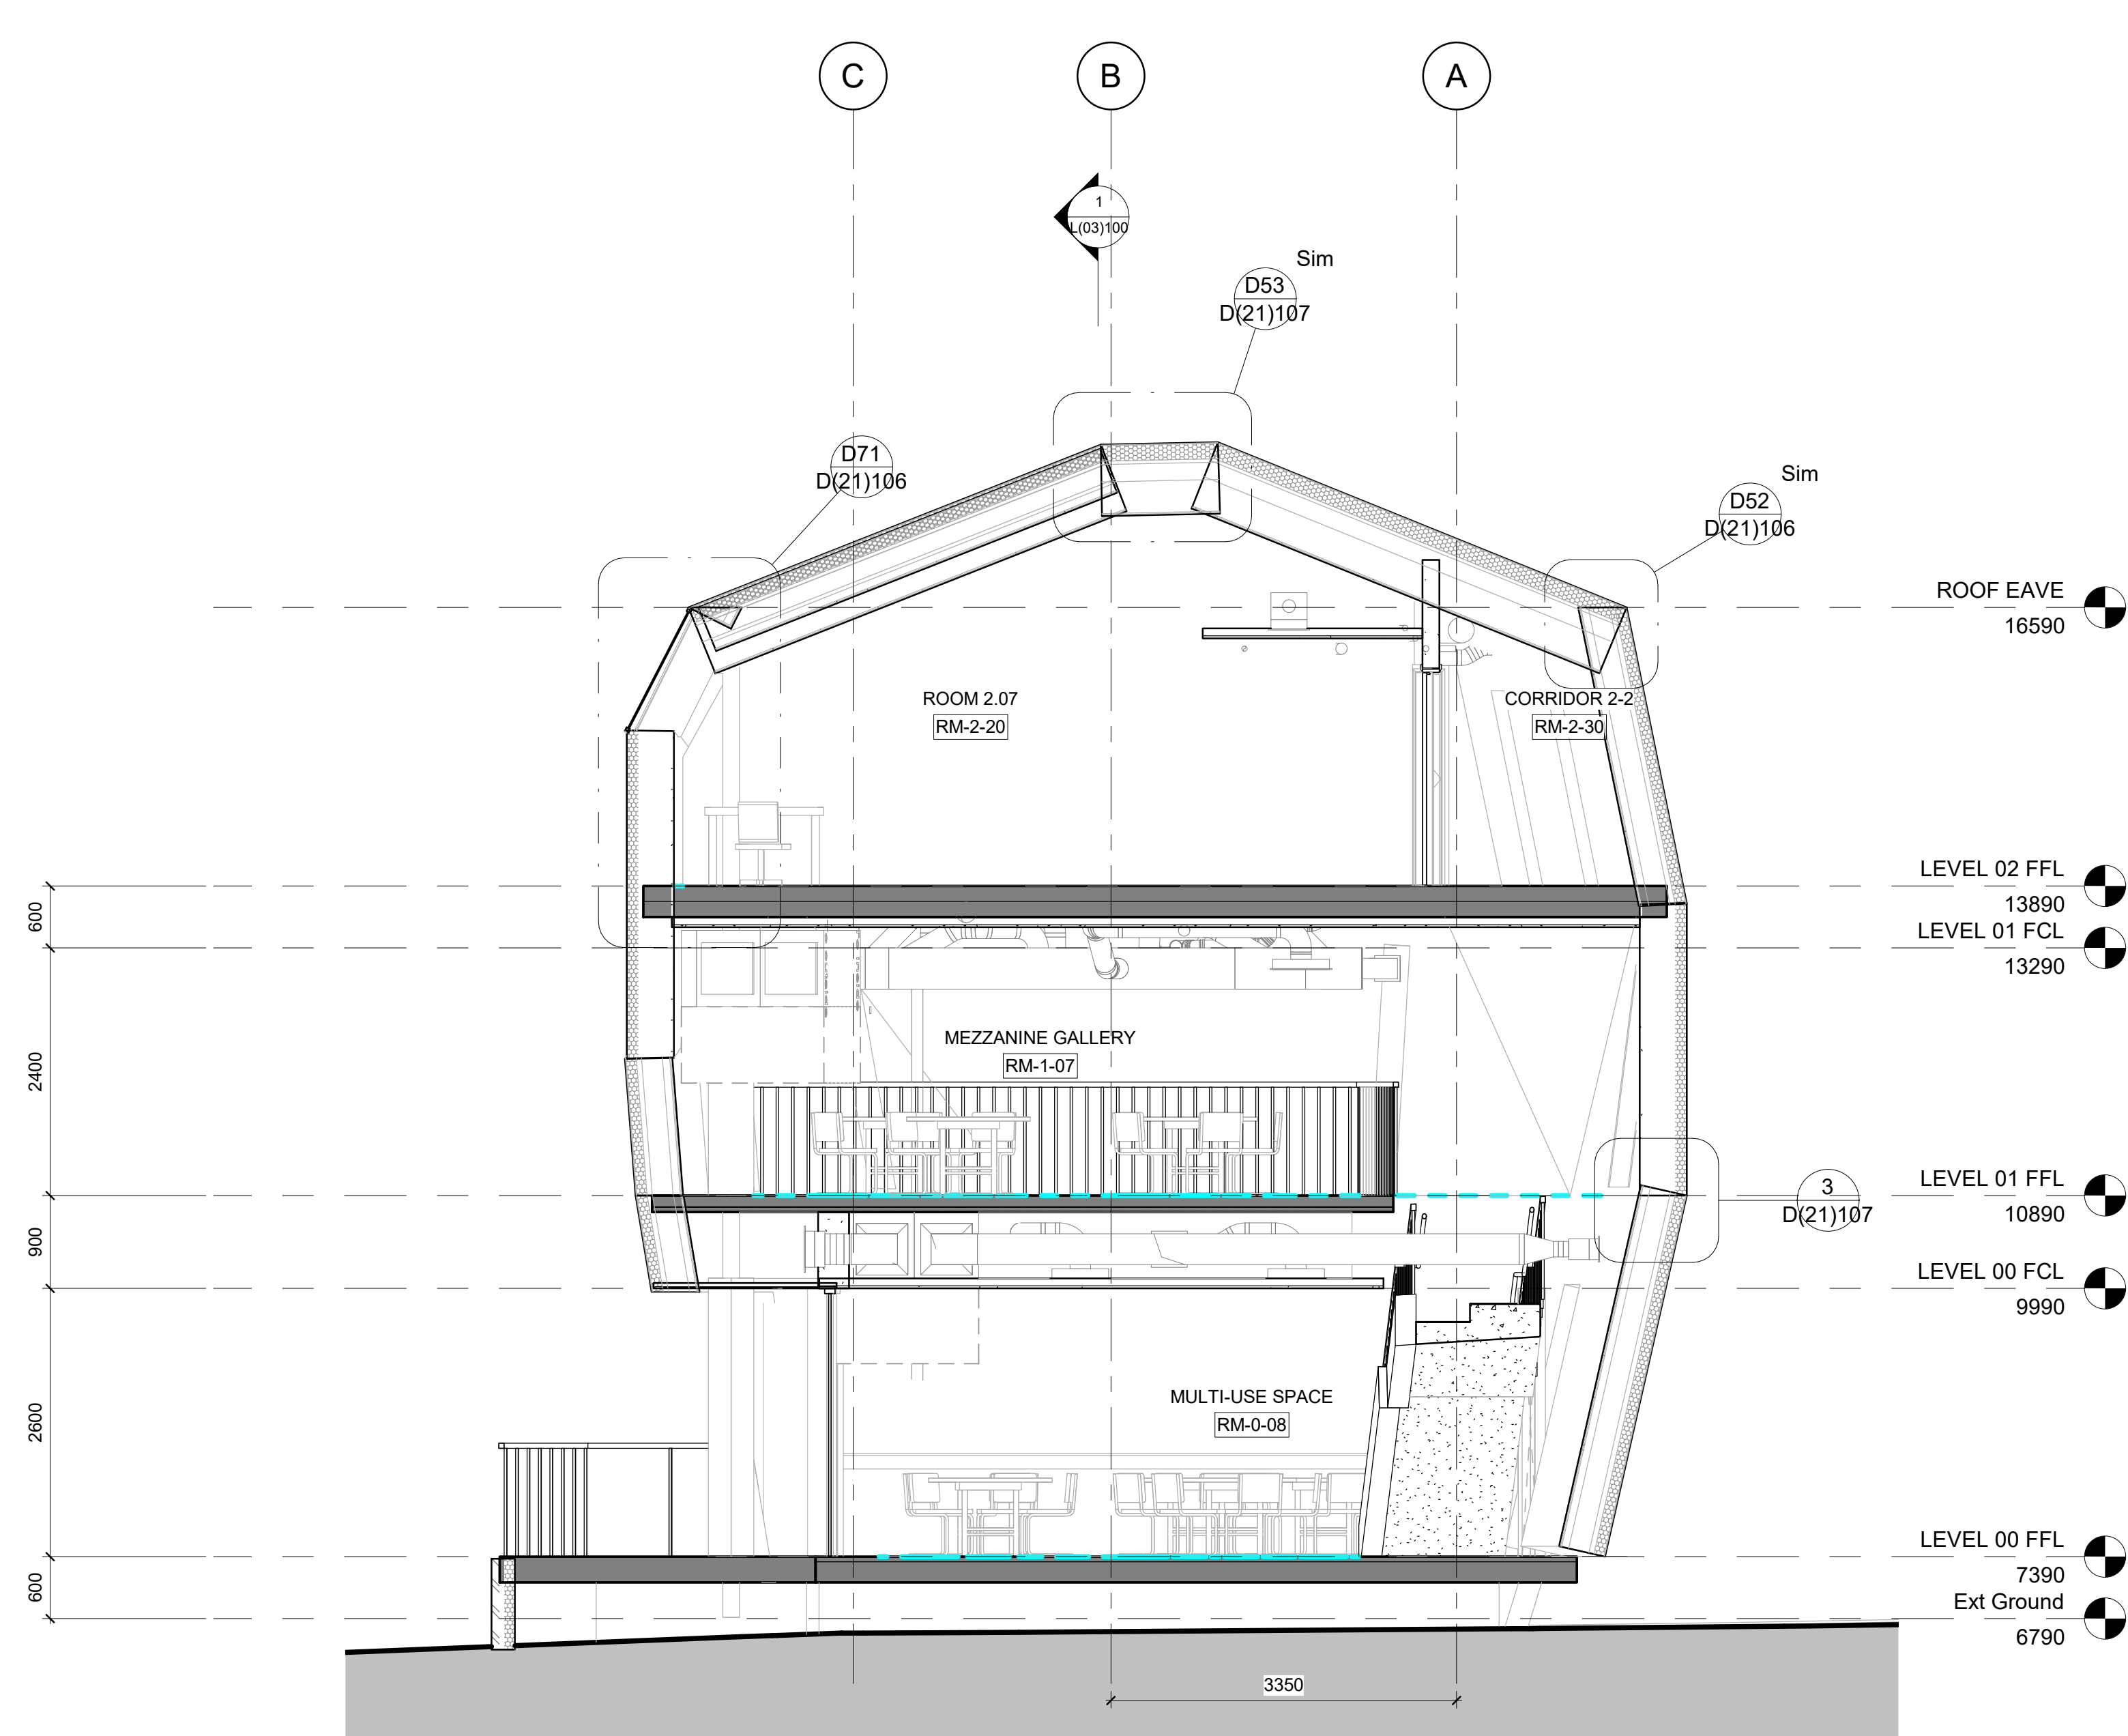 C
B
A
1
L(03)100
Sim
D53
D(21)107
D71
D(21)106
Sim
D52
D(21)106
ROOF EAVE
16590
ROOM 2.07
RM-2-20
CORRIDOR 2-2
RM-2-30
LEVEL 02 FFL
13890
600
LEVEL 01 FCL
13290
MEZZANINE GALLERY
RM-1-07
2400
LEVEL 01 FFL
10890
3
D(21)107
900
LEVEL 00 FCL
9990
MULTI-USE SPACE
RM-0-08
2600
LEVEL 00 FFL
7390
600
Ext Ground
6790
3350